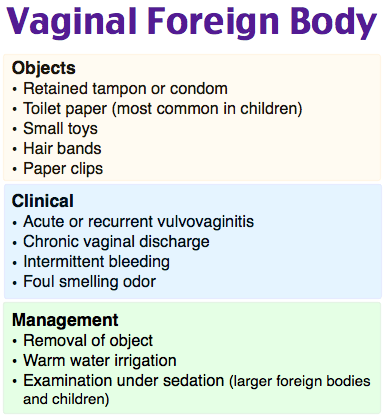 Vaginal Foreign Body
Objects
• Retained tampon or condom
• Toilet paper (most common in children)
• Small toys
• Hair bands
• Paper clips
Clinical
• Acute or recurrent vulvovaginitis
• Chronic vaginal discharge
• Intermittent bleeding
• Foul smelling odor
Management
• Removal of object
• Warm water irrigation
• Examination under sedation (larger foreign bodies
and children)